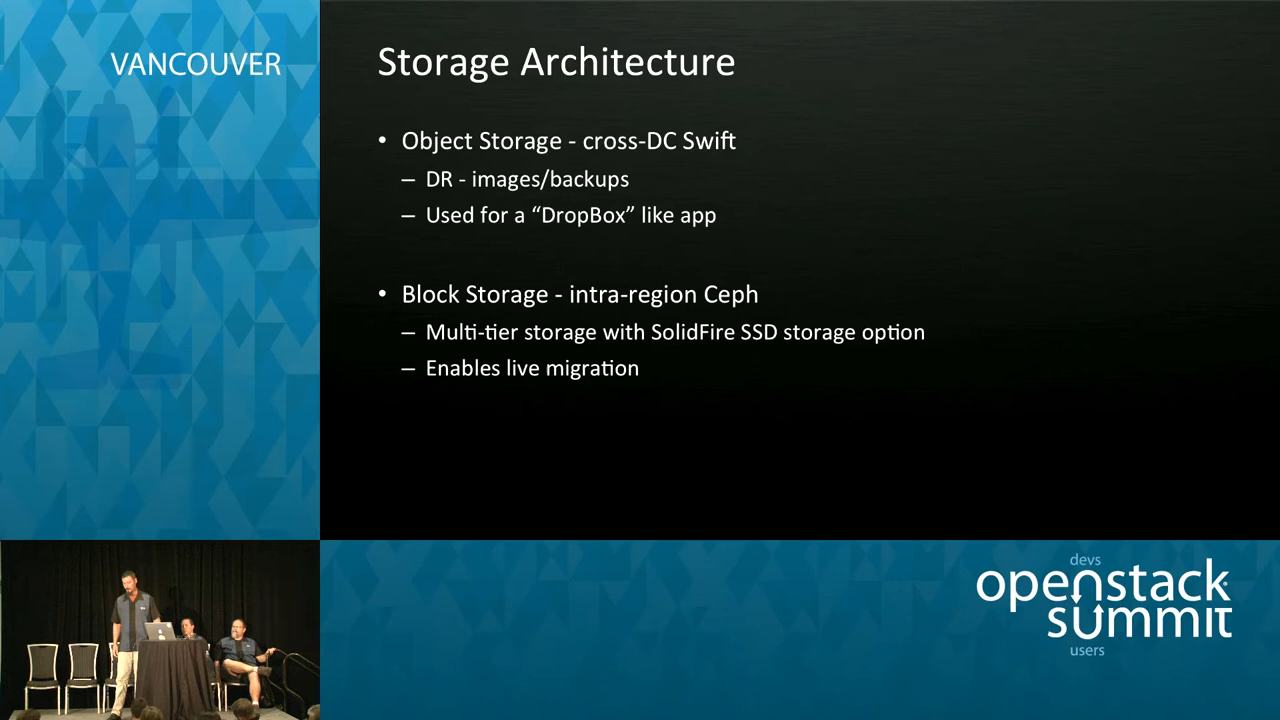 VANCOUVER
Storage Architecture
• Object Storage - cross-DC Swift
– DR - images/backups
– Used for a “DropBox” like app
• Block Storage - intra-region Ceph
– Multi-tier storage with SolidFire SSD storage option
– Enables live migration
devs
openstack
summit
users